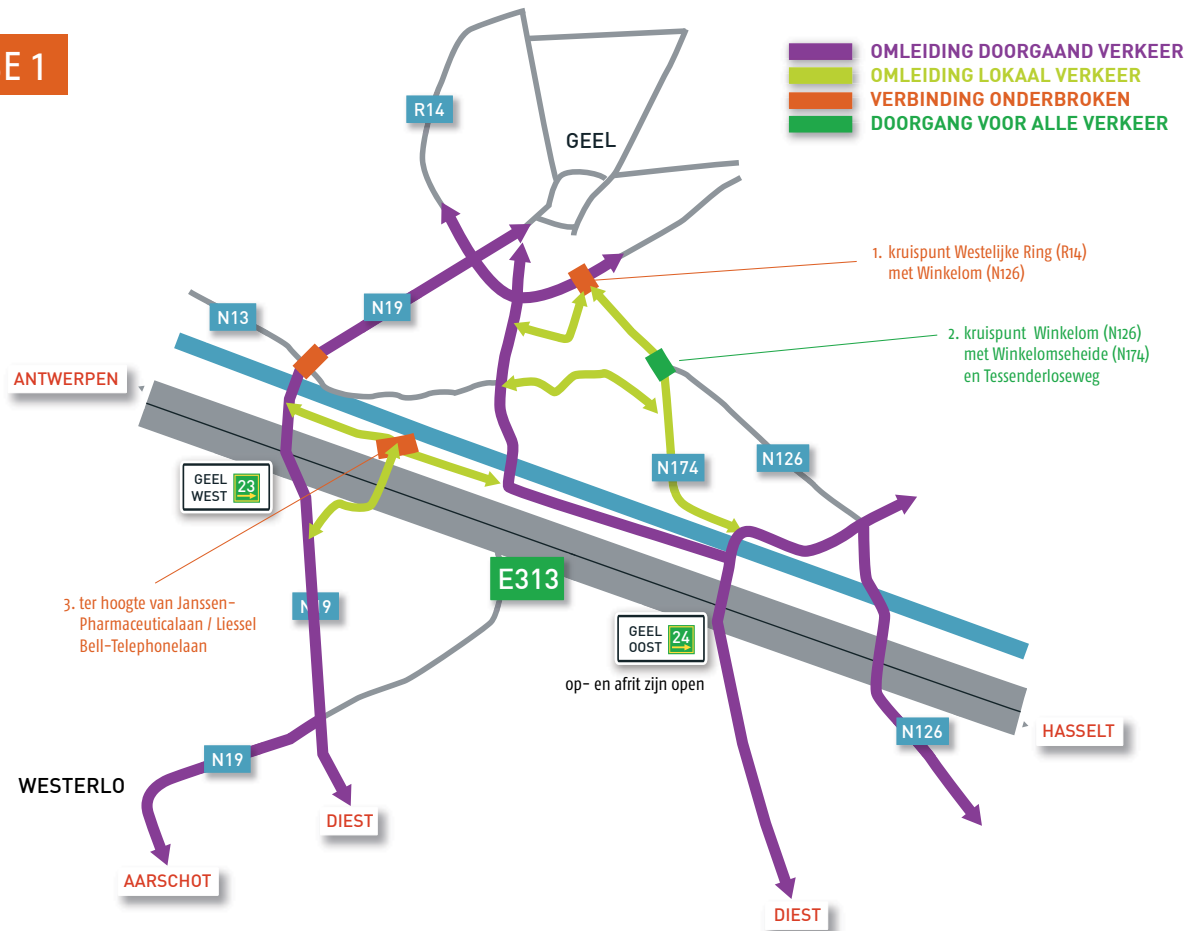 E 1
OMLEIDING DOORGAAND VERKEER
OMLEIDING LOKAAL VERKEER
VERBINDING ONDERBROKEN
DOORGANG VOOR ALLE VERKEER
R14
GEEL
1. kruispunt Westelijke Ring (R14)
met Winkelom (N126)
N19
N13
2. kruispunt Winkelom (N126)
met Winkelomseheide (N174)
en Tessenderloseweg
ANTWERPEN
N126
N174
GEEL
WEST
23
E313
3. ter hoogte van Janssen-
Pharmaceuticalaan / Liessel
Bell-Telephonelaan
N19
GEEL
OOST
24
op- en afrit zijn open
N126
HASSELT
N19
WESTERLO
DIEST
AARSCHOT
DIEST